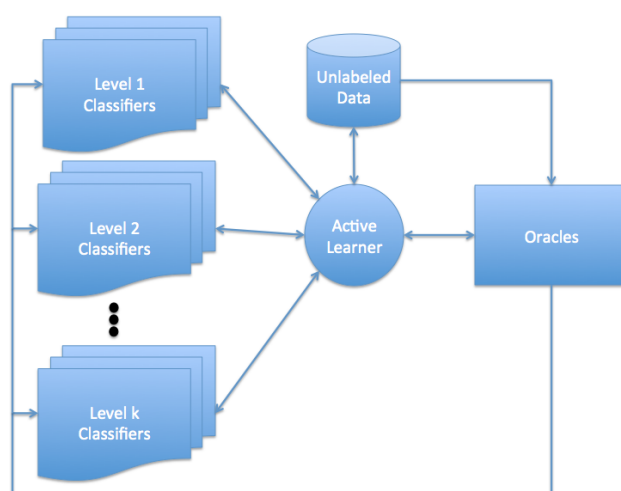 Level 1
Classifiers
Unlabeled
Data
Level 2
Classifiers
Active
Learner
Oracles
Level k
Classifiers